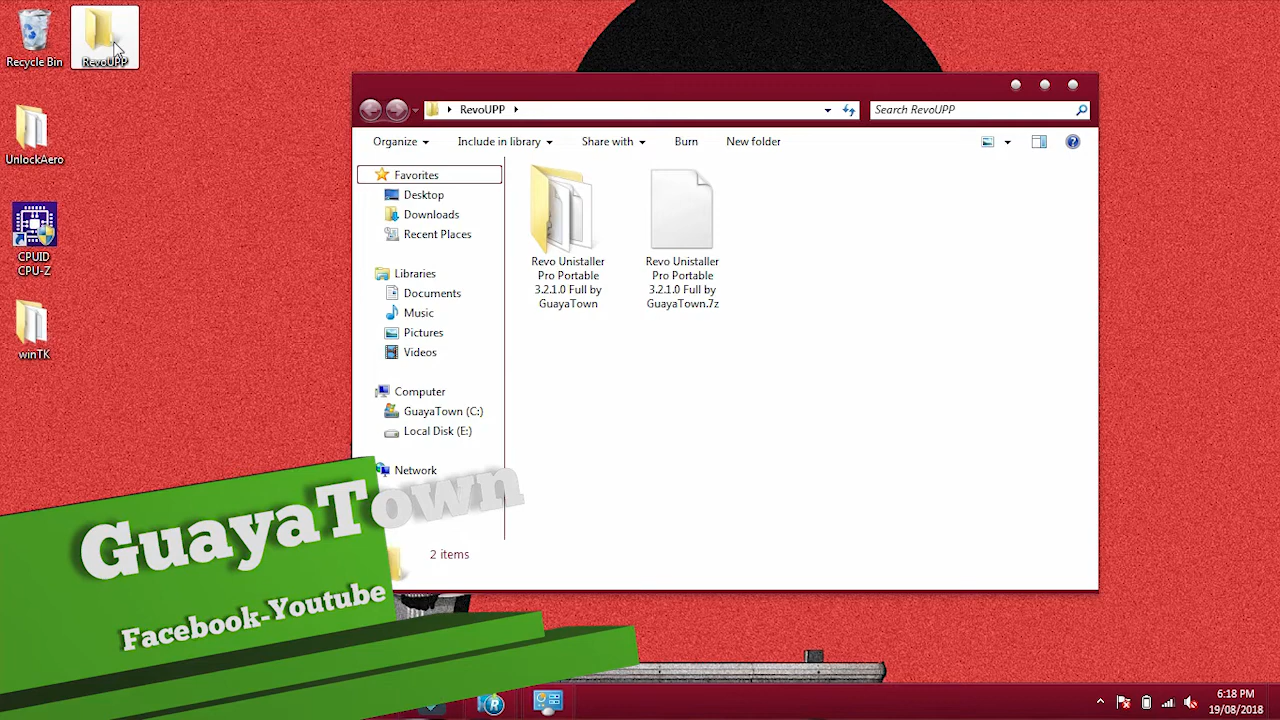 Recycle Bin
RevoUPP
UnlockAero
CPUID
CPU-Z
winTK
RevoUPP
Search RevoUPP
Organize
Include in library
Share with
Burn
New folder
Favorites
Desktop
Downloads
Recent Places
Libraries
Documents
Music
Pictures
Videos
Computer
GuayaTown (C:)
Local Disk (E:)
Network
Revo Unistaller
Pro Portable
3.2.1.0 Full by
GuayaTown
Revo Unistaller
Pro Portable
3.2.1.0 Full by
GuayaTown.7z
2 items
GuayaTown
Facebook-Youtube
6:18 PM
19/08/2018